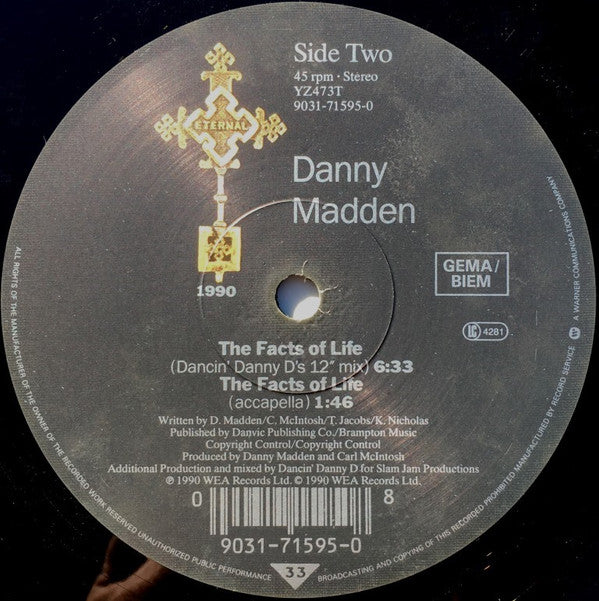 Side Two
45 rpm · Stereo
YZ473T
9031-71595-0
ETERNAL
Danny
Madden
GEMA/
BIEM
1990
LC 4281
The Facts of Life
(Dancin' Danny D's 12" mix) 6:33
The Facts of Life
(accapella) 1:46
Written by D. Madden/C. McIntosh/T. Jacobs/K. Nicholas
Published by Danvic Publishing Co./Brampton Music
Copyright Control/Copyright Control
Produced by Danny Madden and Carl McIntosh
Additional Production and mixed by Dancin' Danny D for Slam Jam Productions
℗ 1990 WEA Records Ltd. © 1990 WEA Records Ltd.
0 8
9031-71595-0
33
ALL RIGHTS OF THE MANUFACTURER OF THE OWNER OF THE RECORDED WORK RESERVED UNAUTHORIZED PUBLIC PERFORMANCE BROADCASTING AND COPYING OF THIS RECORD PROHIBITED MANUFACTURED BY RECORD SERVICE A WARNER COMMUNICATIONS COMPANY